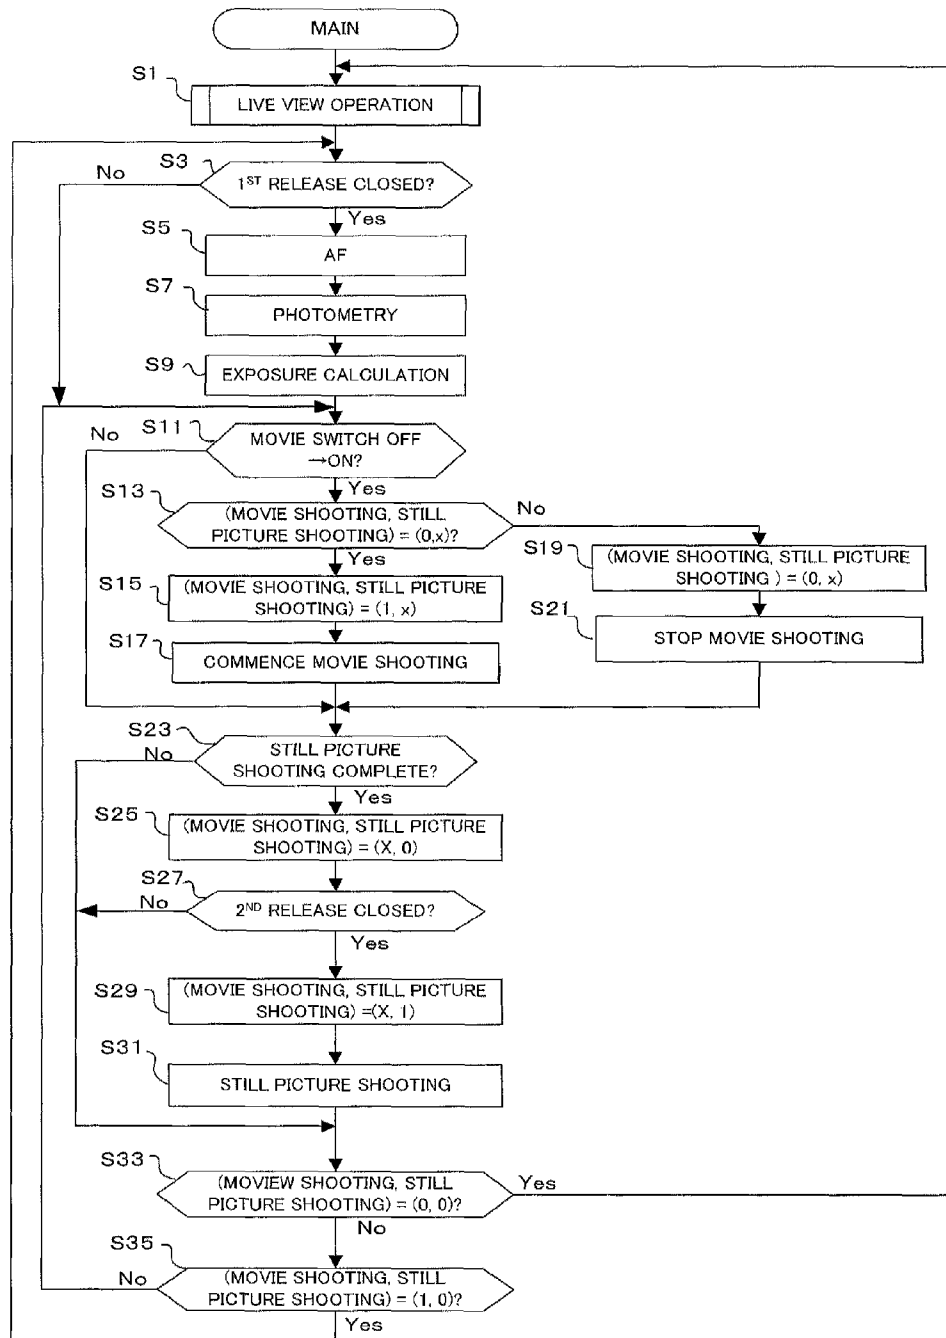 MAIN
S1
LIVE VIEW OPERATION
S3
No
1ST RELEASE CLOSED?
Yes
S5
AF
S7
PHOTOMETRY
S9
EXPOSURE CALCULATION
S11
No
MOVIE SWITCH OFF
→ON?
Yes
S13
(MOVIE SHOOTING, STILL
PICTURE SHOOTING) = (0,x)?
No
Yes
S15
(MOVIE SHOOTING, STILL PICTURE
SHOOTING) = (1, x)
S19
(MOVIE SHOOTING, STILL PICTURE
SHOOTING ) = (0, x)
S17
COMMENCE MOVIE SHOOTING
S21
STOP MOVIE SHOOTING
S23
No
STILL PICTURE
SHOOTING COMPLETE?
Yes
S25
(MOVIE SHOOTING, STILL PICTURE
SHOOTING) = (X, 0)
S27
No
2ND RELEASE CLOSED?
Yes
S29
(MOVIE SHOOTING, STILL PICTURE
SHOOTING) =(X, 1)
S31
STILL PICTURE SHOOTING
S33
(MOVIEW SHOOTING, STILL
PICTURE SHOOTING) = (0, 0)?
Yes
No
S35
No
(MOVIE SHOOTING, STILL
PICTURE SHOOTING) = (1, 0)?
Yes